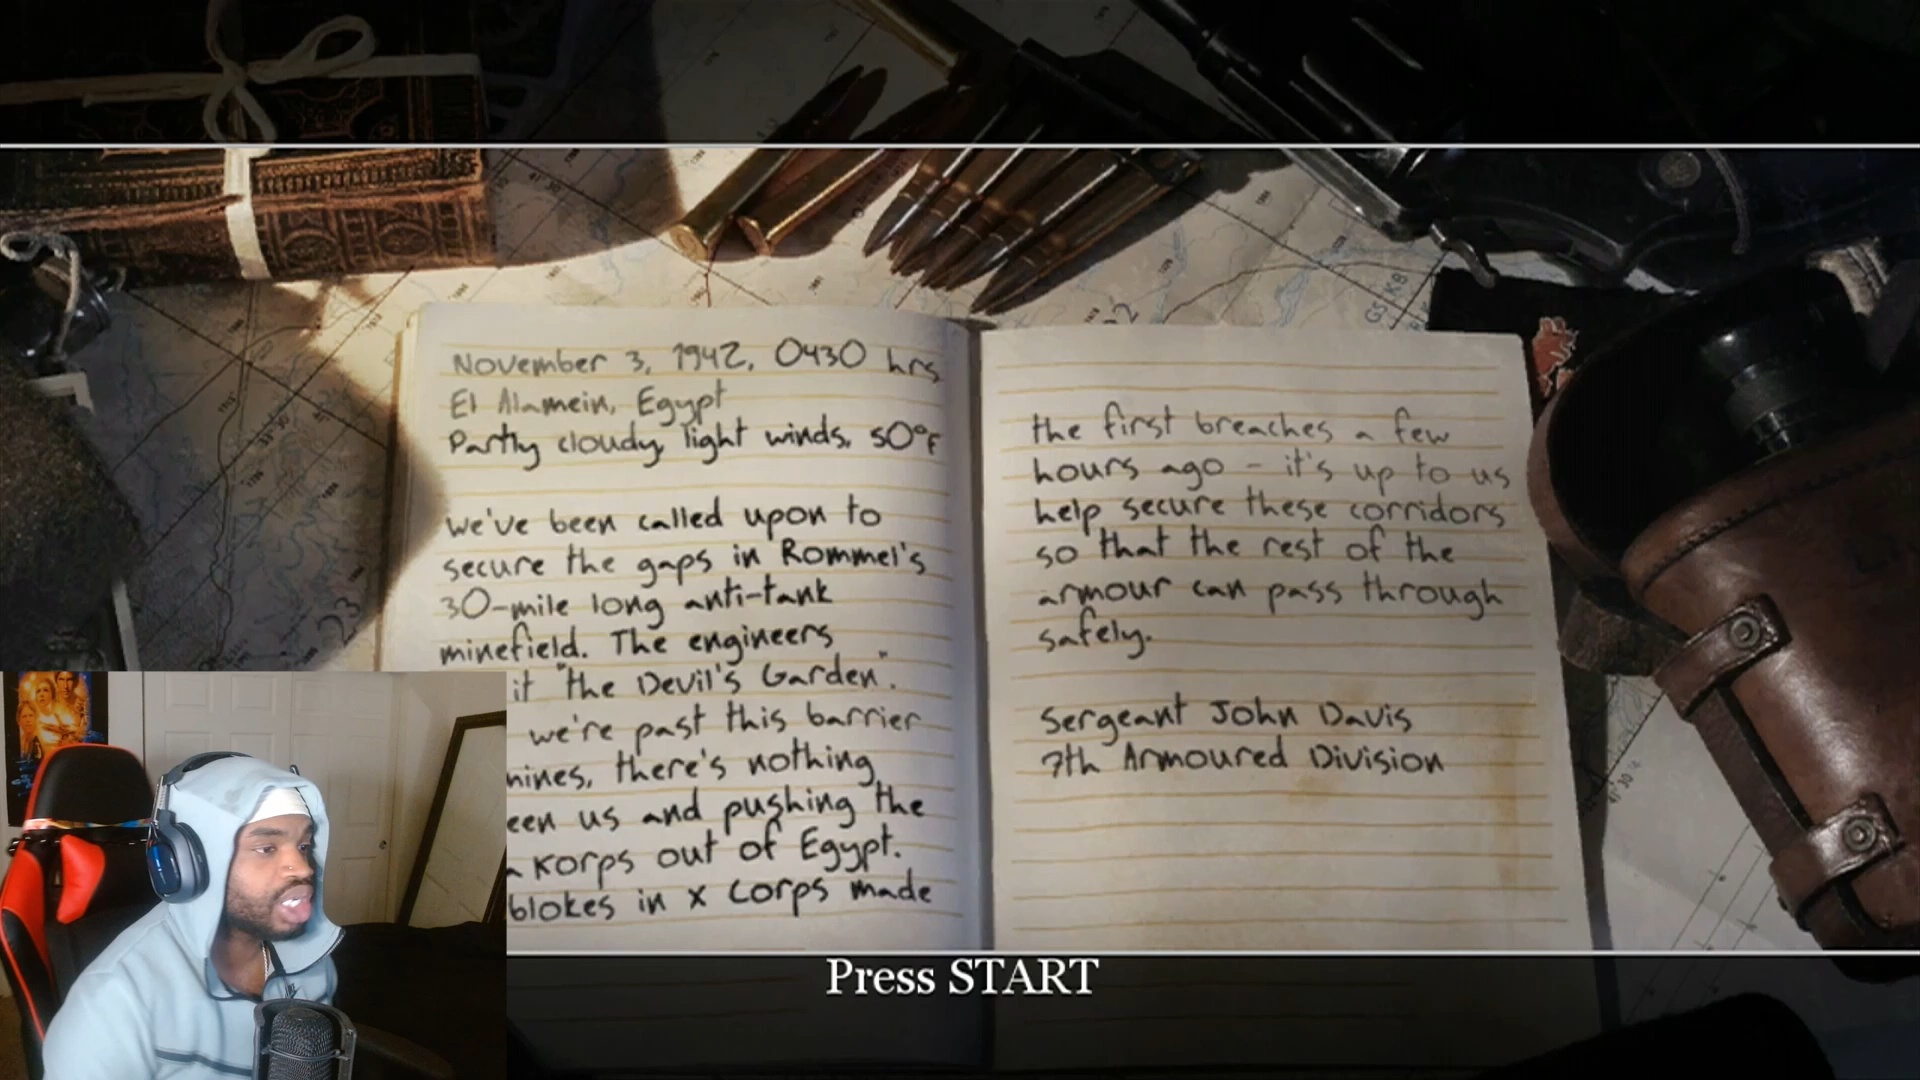 November 3, 1942, 0430 hrs
El Alamein, Egypt
Partly cloudy, light winds, 50°F
We've been called upon to
secure the gaps in Rommel's
30-mile long anti-tank
minefield. The engineers
it "the Devil's Garden".
we're past this barrier
there's nothing
us and pushing the
Korps out of Egypt.
blokes in X Corps made
the first breaches a few
hours ago - it's up to us
help secure these corridors
so that the rest of the
armour can pass through
safely.
Sergeant John Davis
7th Armoured Division
Press START